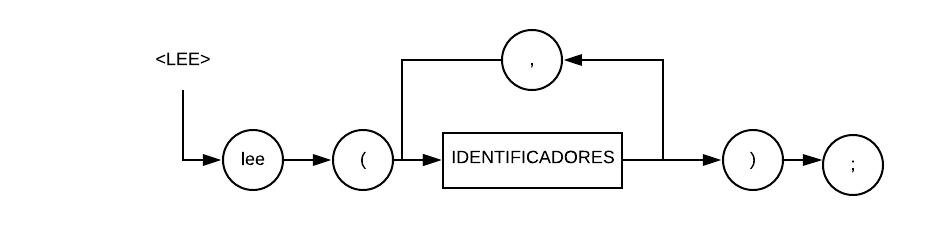 <LEE>
,
lee
(
IDENTIFICADORES
)
;